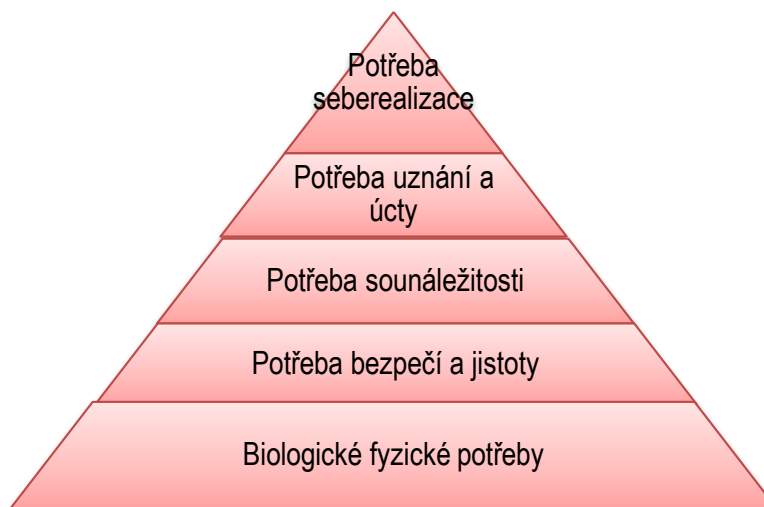 Potřeba
seberealizace
Potřeba uznání a
úcty
Potřeba sounáležitosti
Potřeba bezpečí a jistoty
Biologické fyzické potřeby